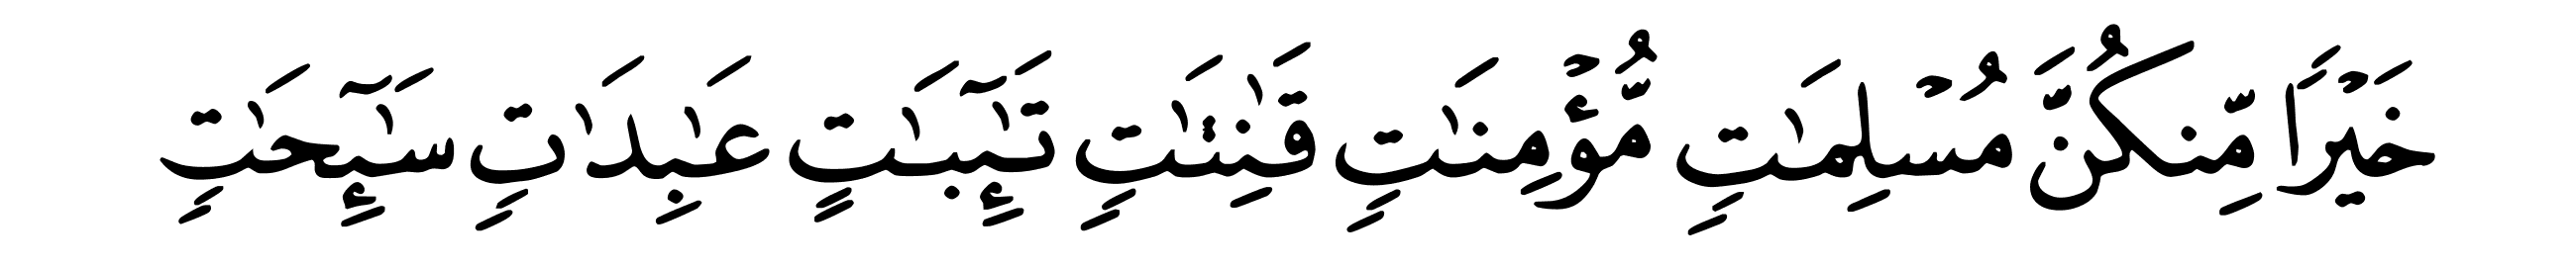 خَيْرًا مِّنكُنَّ مُسْلِمَٰتٍ مُّؤْمِنَٰتٍ قَٰنِتَٰتٍ تَٰٓئِبَٰتٍ عَٰبِدَٰتٍ سَٰٓئِحَٰتٍ